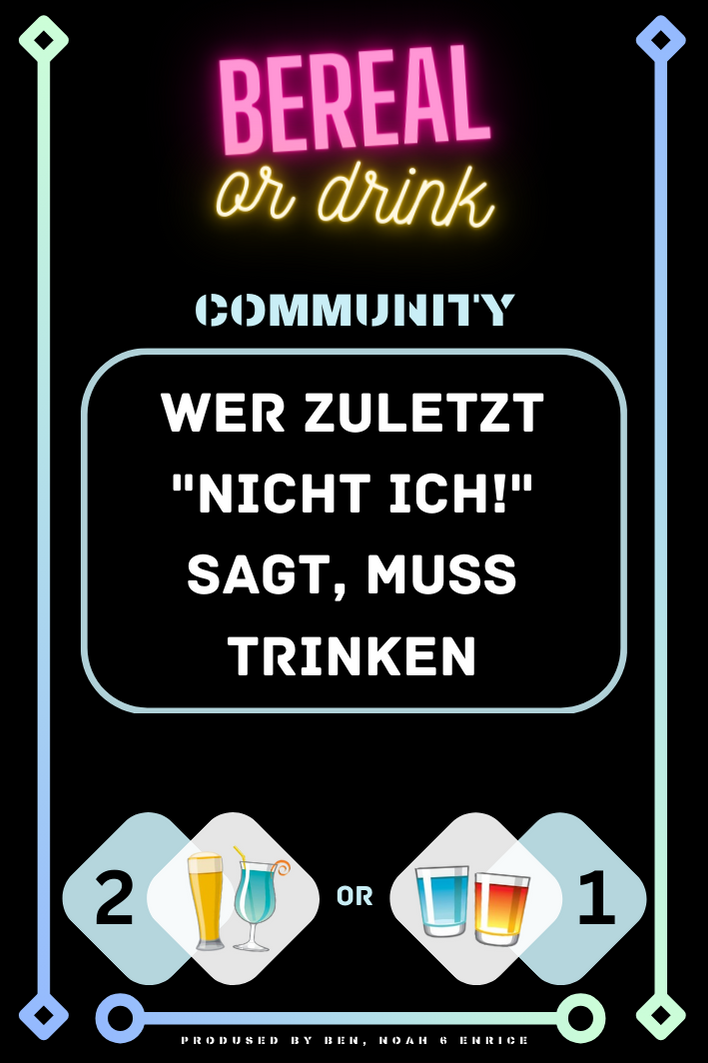 BEREAL
or drink
COMMUNITY
WER ZULETZT
"NICHT ICH!"
SAGT, MUSS
TRINKEN
2 OR 1
PRODUSED BY BEN, NOAH & ENRICE